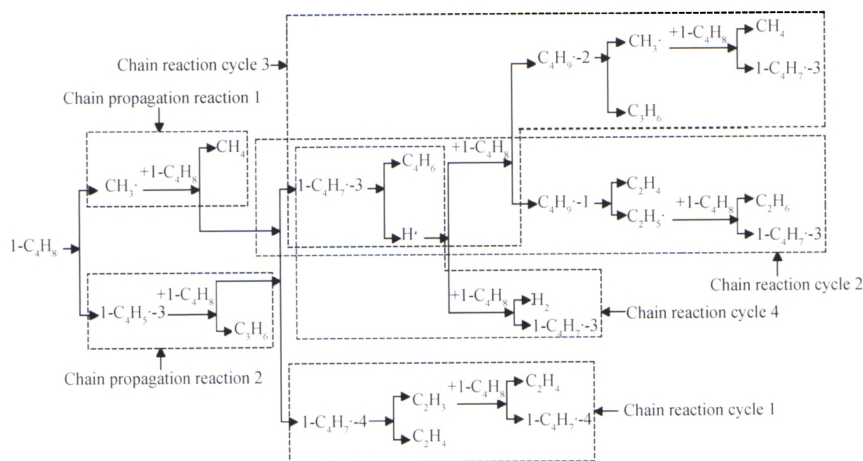 Chain reaction cycle 3
Chain propagation reaction 1
1-C₄H₈
CH₃·
+1-C₄H₈
CH₄
1-C₄H₅·-3
+1-C₄H₈
C₃H₆
Chain propagation reaction 2
1-C₄H₇·-3
C₄H₆
H·
+1-C₄H₈
C₄H₉·-2
CH₃·
+1-C₄H₈
CH₄
1-C₄H₇·-3
C₃H₆
C₄H₉·-1
C₂H₄
C₂H₅·
+1-C₄H₈
C₂H₆
1-C₄H₇·-3
Chain reaction cycle 2
+1-C₄H₈
H₂
1-C₄H₇·-3
Chain reaction cycle 4
1-C₄H₇·-4
C₂H₃
+1-C₄H₈
C₂H₄
1-C₄H₇·-4
C₂H₄
Chain reaction cycle 1